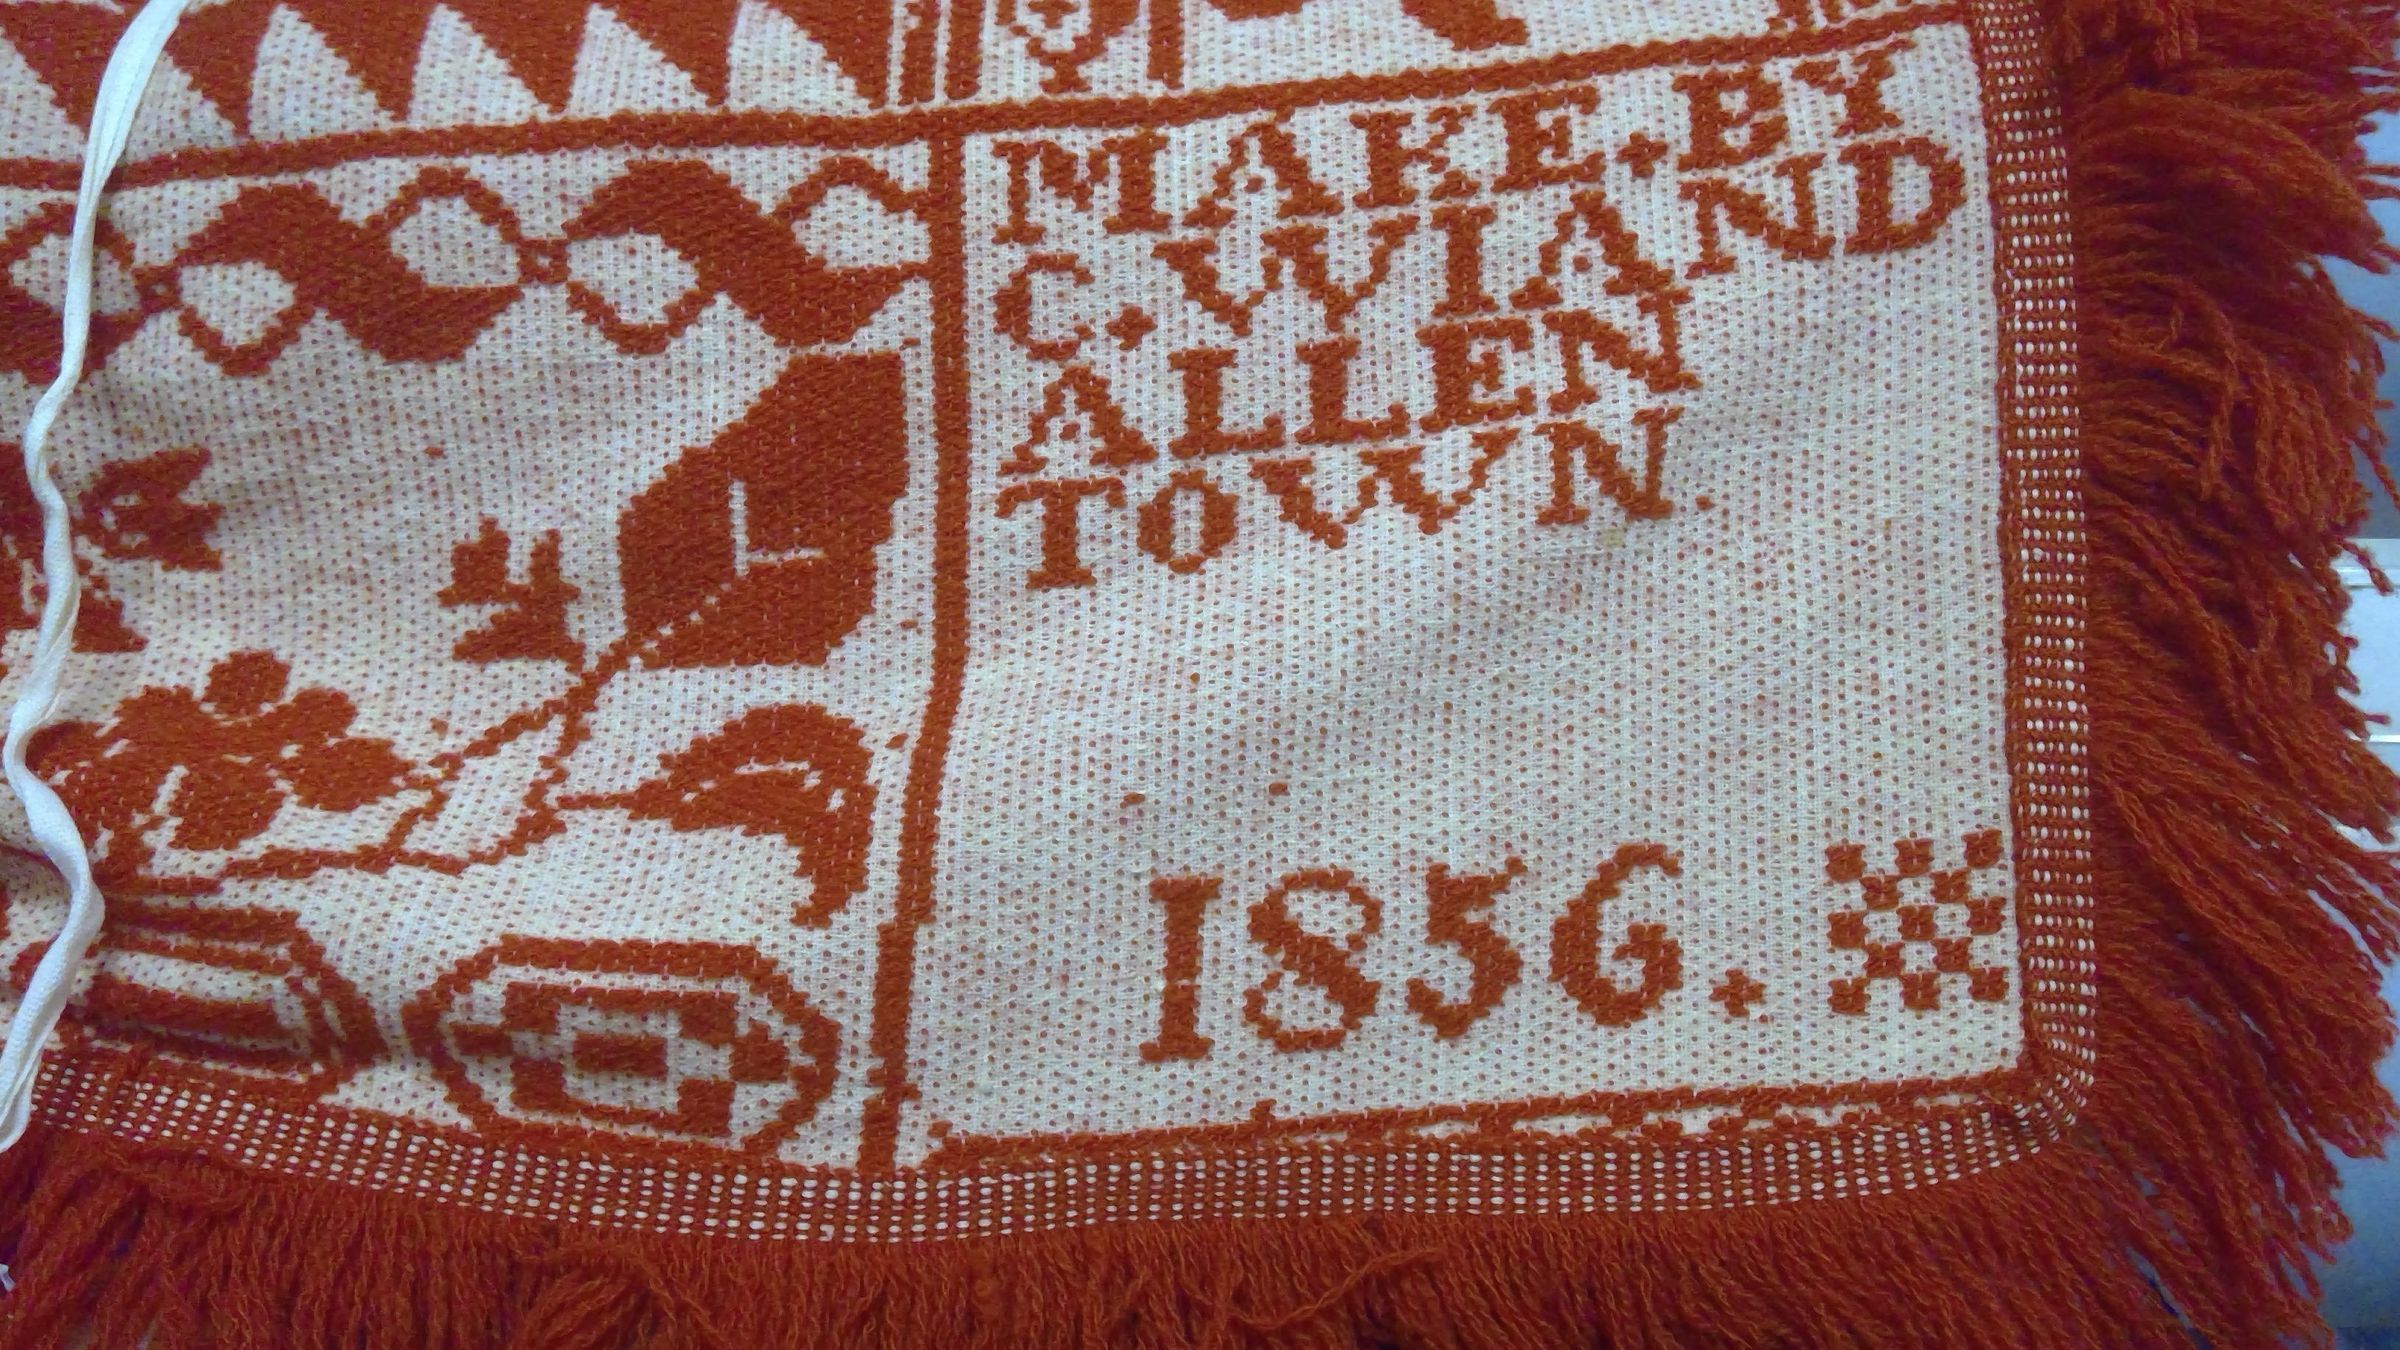 MAKE.BY
C.WIAND
ALLEN
TOWN.
1856.